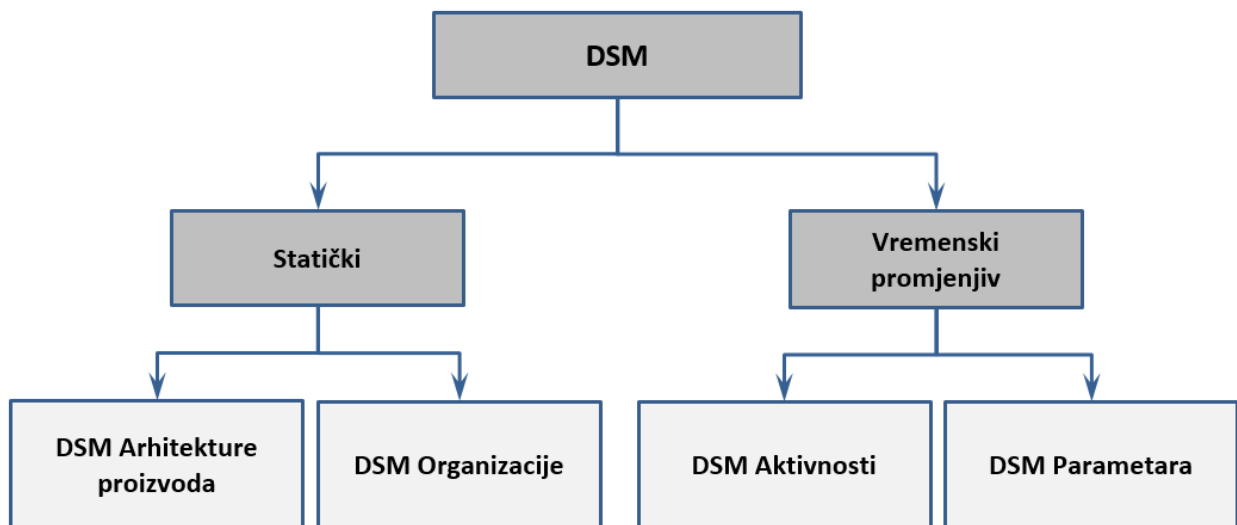 DSM
Statički
Vremenski
promjenjiv
DSM Arhitekture
proizvoda
DSM Organizacije
DSM Aktivnosti
DSM Parametara